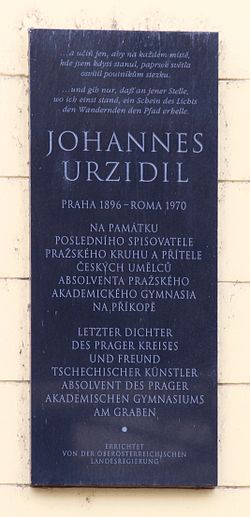 ...a učiň jen, aby na každém místě,
kde jsem kdysi stanul, paprsek světla
osvítil poutníkům stezku.
...und gib nur, daß an jener Stelle,
wo ich einst stand, ein Schein des Lichts
den Wandernden den Pfad erhelle.
JOHANNES
URZIDIL
PRAHA 1896 – ROMA 1970
NA PAMÁTKU
POSLEDNÍHO SPISOVATELE
PRAŽSKÉHO KRUHU A PŘÍTELE
ČESKÝCH UMĚLCŮ
ABSOLVENTA PRAŽSKÉHO
AKADEMICKÉHO GYMNASIA
NA PŘÍKOPĚ
LETZTER DICHTER
DES PRAGER KREISES
UND FREUND
TSCHECHISCHER KÜNSTLER
ABSOLVENT DES PRAGER
AKADEMISCHEN GYMNASIUMS
AM GRABEN
ERRICHTET
VON DER OBERÖSTERREICHISCHEN
LANDESREGIERUNG